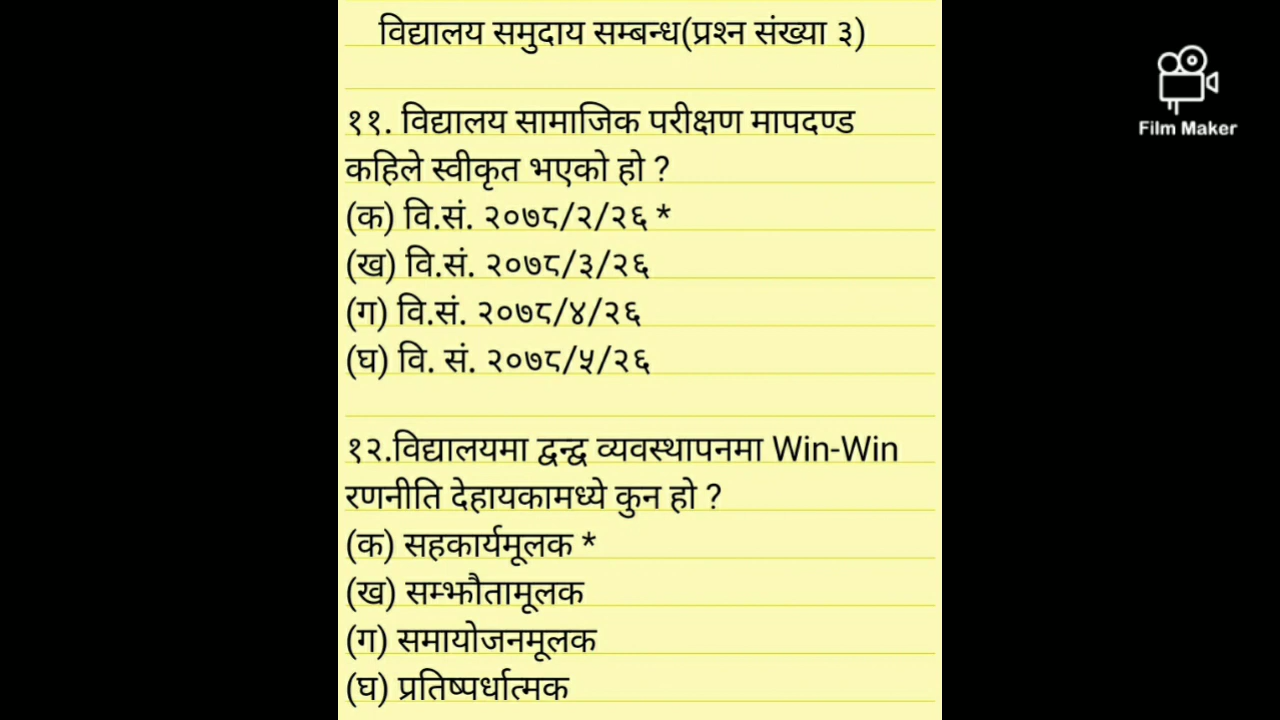 विद्यालय समुदाय सम्बन्ध(प्रश्न संख्या ३)
Film Maker
११. विद्यालय सामाजिक परीक्षण मापदण्ड
कहिले स्वीकृत भएको हो ?
(क) वि.सं. २०७८/२/२६ *
(ख) वि.सं. २०७८/३/२६
(ग) वि.सं. २०७८/४/२६
(घ) वि. सं. २०७८/५/२६
१२.विद्यालयमा द्वन्द्व व्यवस्थापनमा Win-Win
रणनीति देहायकामध्ये कुन हो ?
(क) सहकार्यमूलक *
(ख) सम्झौतामूलक
(ग) समायोजनमूलक
(घ) प्रतिष्पर्धात्मक